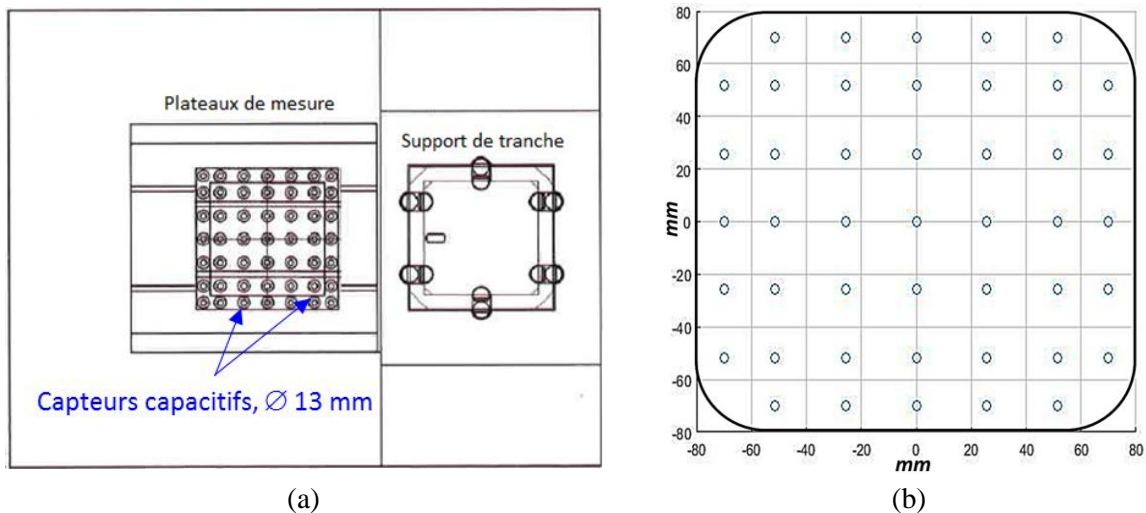 Plateaux de mesure
Support de tranche
Capteurs capacitifs, ∅ 13 mm
(a)
80
60
40
20
0
-20
-40
-60
-80
mm
-80 -60 -40 -20 0 20 40 60 80
mm
(b)